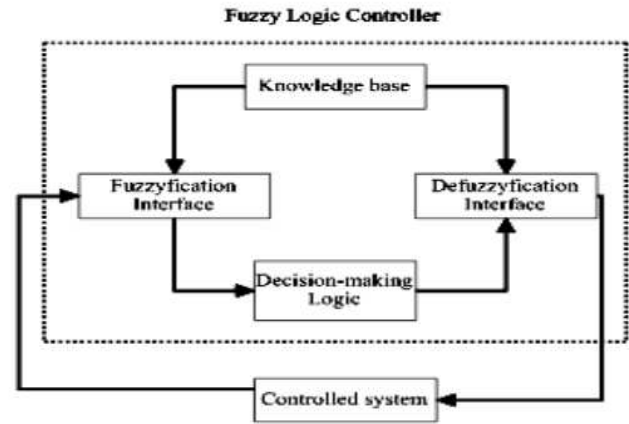 Fuzzy Logic Controller
Knowledge base
Fuzzyfication
Interface
Defuzzyfication
Interface
Decision-making
Logic
Controlled system